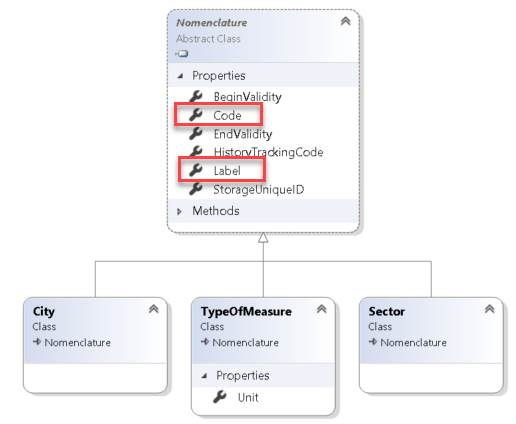 Nomenclature
Abstract Class
Properties
BeginValidity
Code
EndValidity
HistoryTrackingCode
Label
StorageUniqueID
Methods
City
Class
Nomenclature
TypeOfMeasure
Class
Nomenclature
Properties
Unit
Sector
Class
Nomenclature